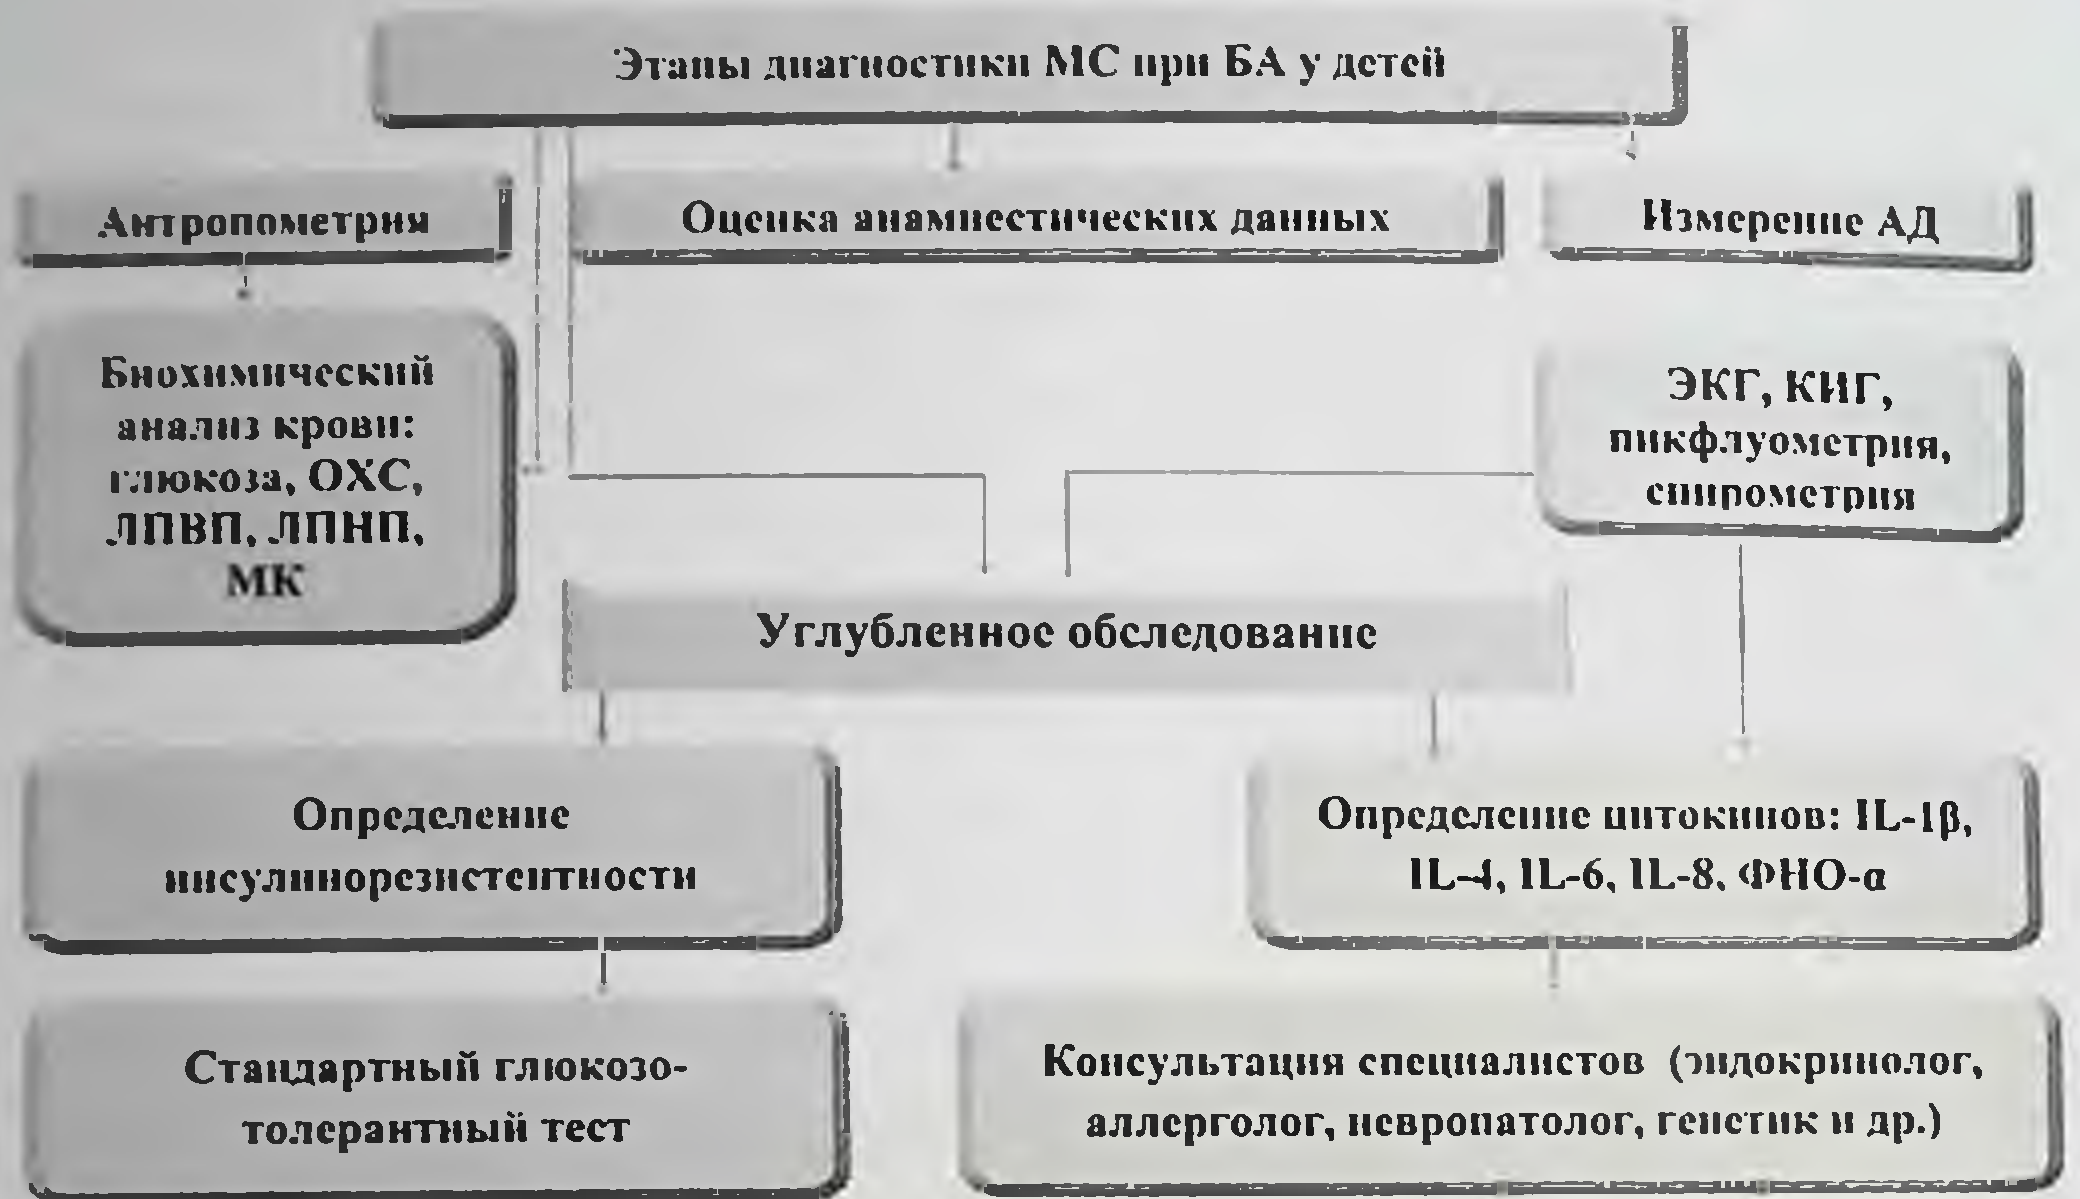 Этапы диагностики МС при БА у детей
Антропометрия
Оценка анамнестических данных
Измерение АД
Биохимический
анализ крови:
глюкоза, ОХС,
ЛПВП, ЛПНП,
МК
ЭКГ, КИГ,
пикфлуометрия,
спирометрия
Углубленное обследование
Определение
инсулинорезистентности
Определение цитокинов: IL-1β,
IL-4, IL-6, IL-8, ФНО-α
Стандартный глюкозо-
толерантный тест
Консультация специалистов (эндокринолог,
аллерголог, невропатолог, генетик и др.)